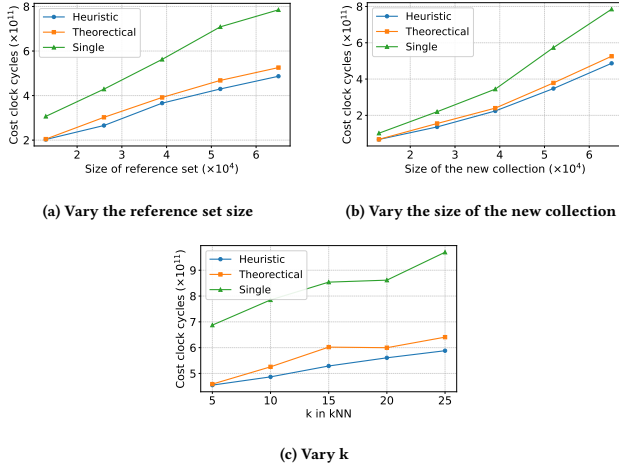 Cost clock cycles (×10¹¹)
8
6
4
2
Heuristic
Theorectical
Single
2 3 4 5 6
Size of reference set (×10⁴)
(a) Vary the reference set size
Cost clock cycles (×10¹¹)
8
6
4
2
Heuristic
Theorectical
Single
2 3 4 5 6
Size of the new collection (×10⁴)
(b) Vary the size of the new collection
Cost clock cycles (×10¹¹)
9
8
7
6
5
Heuristic
Theorectical
Single
5 10 15 20 25
k in kNN
(c) Vary k